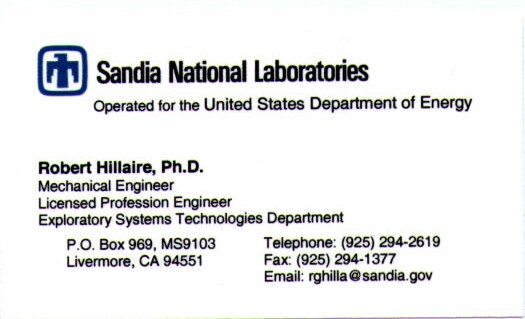 Sandia National Laboratories
Operated for the United States Department of Energy
Robert Hillaire, Ph.D.
Mechanical Engineer
Licensed Profession Engineer
Exploratory Systems Technologies Department
P.O. Box 969, MS9103
Livermore, CA 94551
Telephone: (925) 294-2619
Fax: (925) 294-1377
Email: rghilla@sandia.gov